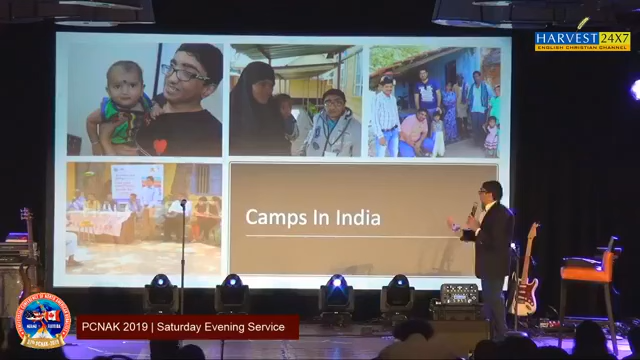 HARVEST 24X7
ENGLISH CHRISTIAN CHANNEL
Camps In India
PCNAK 2019 | Saturday Evening Service